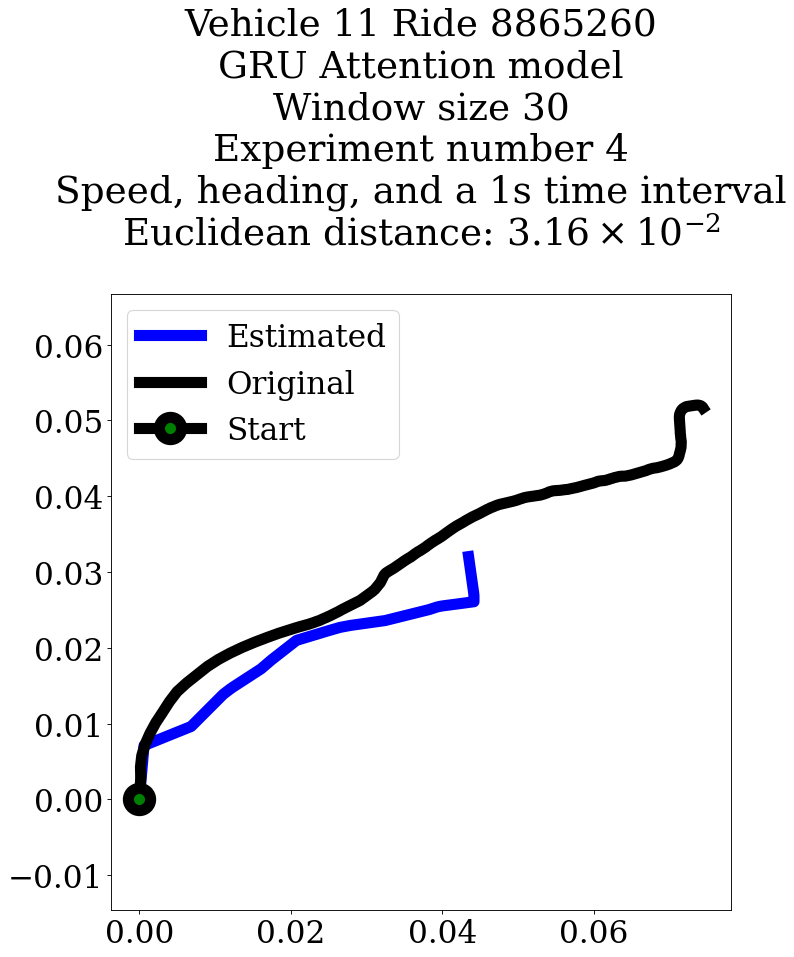 Vehicle 11 Ride 8865260
GRU Attention model
Window size 30
Experiment number 4
Speed, heading, and a 1s time interval
Euclidean distance: 3.16 × 10⁻²
Estimated
Original
Start
0.06
0.05
0.04
0.03
0.02
0.01
0.00
−0.01
0.00 0.02 0.04 0.06